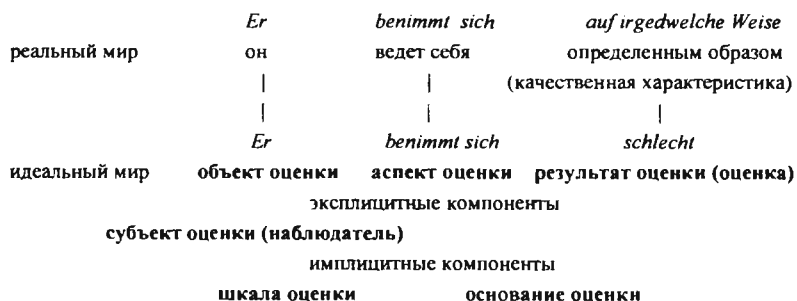 Er benimmt sich auf irgedwelche Weise
реальный мир он ведет себя определенным образом
(качественная характеристика)
Er benimmt sich schlecht
идеальный мир объект оценки аспект оценки результат оценки (оценка)
эксплицитные компоненты
субъект оценки (наблюдатель)
имплицитные компоненты
шкала оценки основание оценки